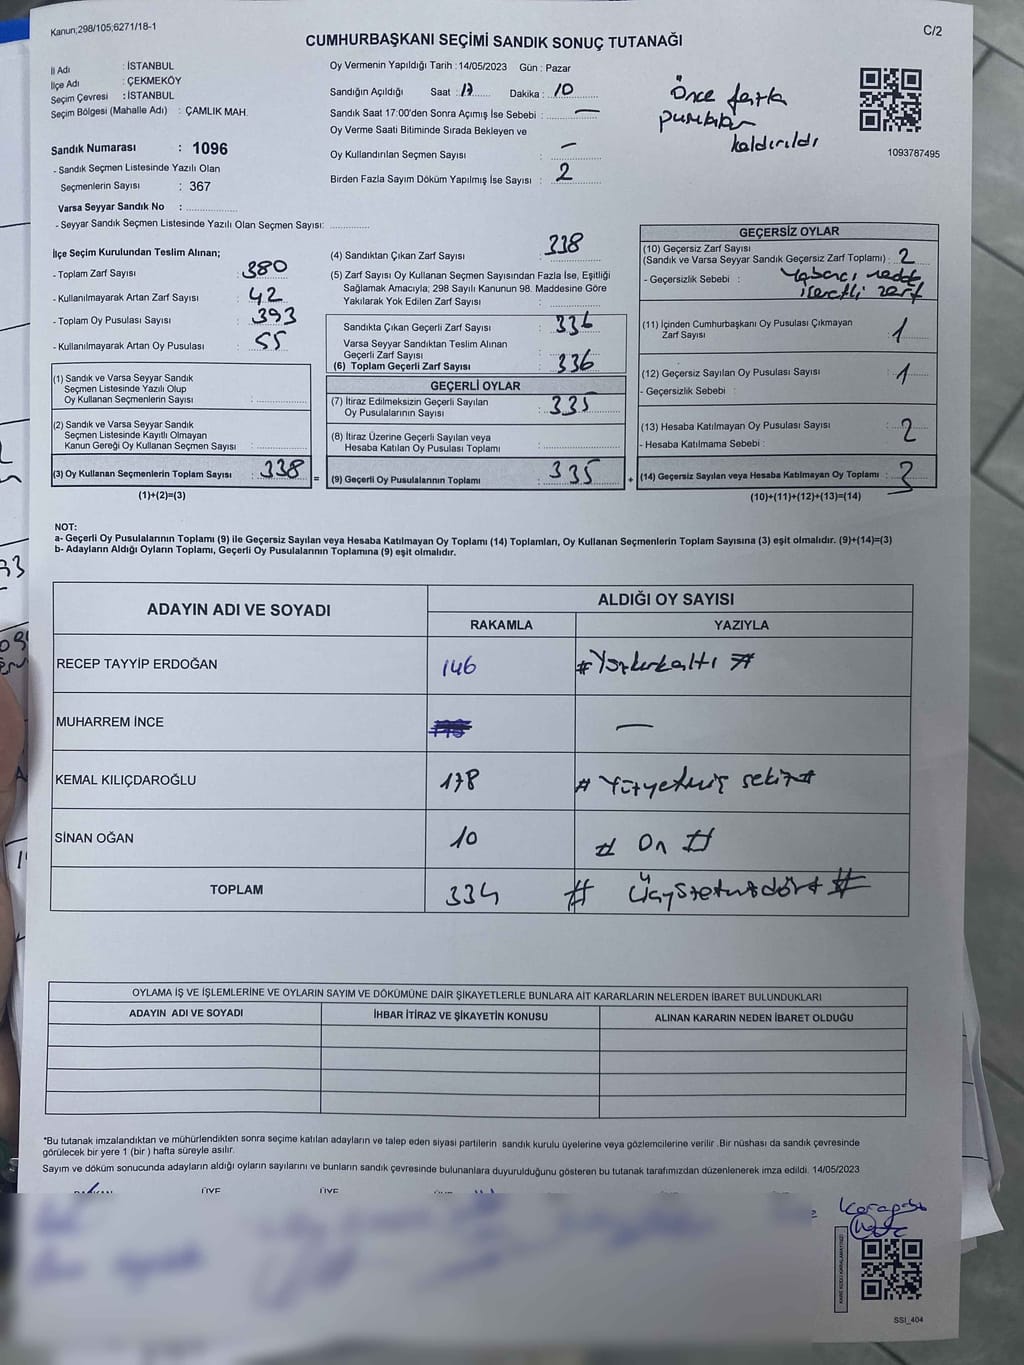 Kanun;298/105;6271/18-1
C/2
CUMHURBAŞKANI SEÇİMİ SANDIK SONUÇ TUTANAĞI
İl Adı : İSTANBUL
İlçe Adı : ÇEKMEKÖY
Seçim Çevresi : İSTANBUL
Seçim Bölgesi (Mahalle Adı) : ÇAMLIK MAH.
Sandık Numarası : 1096
- Sandık Seçmen Listesinde Yazılı Olan
Seçmenlerin Sayısı : 367
Varsa Seyyar Sandık No : ................
- Seyyar Sandık Seçmen Listesinde Yazılı Olan Seçmen Sayısı: ............
Oy Vermenin Yapıldığı Tarih : 14/05/2023 Gün : Pazar
Sandığın Açıldığı Saat : 17 Dakika : 10
Sandık Saat 17:00'den Sonra Açımış İse Sebebi : —
Oy Verme Saati Bitiminde Sırada Bekleyen ve
Oy Kullandırılan Seçmen Sayısı : —
Birden Fazla Sayım Döküm Yapılmış İse Sayısı : 2
Önce fazla
pusulalar
kaldırıldı
1093787495
İlçe Seçim Kurulundan Teslim Alınan;
- Toplam Zarf Sayısı : 380
- Kullanılmayarak Artan Zarf Sayısı : 42
- Toplam Oy Pusulası Sayısı : 393
- Kullanılmayarak Artan Oy Pusulası : 55
(1) Sandık ve Varsa Seyyar Sandık
Seçmen Listesinde Yazılı Olup
Oy Kullanan Seçmenlerin Sayısı : ............
(2) Sandık ve Varsa Seyyar Sandık
Seçmen Listesinde Kayıtlı Olmayan
Kanun Gereği Oy Kullanan Seçmen Sayısı : ............
(3) Oy Kullanan Seçmenlerin Toplam Sayısı : 338
(1)+(2)=(3)
=
(4) Sandıktan Çıkan Zarf Sayısı : 338
(5) Zarf Sayısı Oy Kullanan Seçmen Sayısından Fazla İse, Eşitliği
Sağlamak Amacıyla; 298 Sayılı Kanunun 98. Maddesine Göre
Yakılarak Yok Edilen Zarf Sayısı : ............
Sandıkta Çıkan Geçerli Zarf Sayısı : 336
Varsa Seyyar Sandıktan Teslim Alınan
Geçerli Zarf Sayısı : ............
(6) Toplam Geçerli Zarf Sayısı : 336
GEÇERLİ OYLAR
(7) İtiraz Edilmeksizin Geçerli Sayılan
Oy Pusulalarının Sayısı : 335
(8) İtiraz Üzerine Geçerli Sayılan veya
Hesaba Katılan Oy Pusulası Toplamı : ............
(9) Geçerli Oy Pusulalarının Toplamı : 335
+
GEÇERSİZ OYLAR
(10) Geçersiz Zarf Sayısı
(Sandık ve Varsa Seyyar Sandık Geçersiz Zarf Toplamı) : 2
- Geçersizlik Sebebi : Yabancı madde
işaretli zarf
(11) İçinden Cumhurbaşkanı Oy Pusulası Çıkmayan
Zarf Sayısı : 1
(12) Geçersiz Sayılan Oy Pusulası Sayısı : 1
- Geçersizlik Sebebi :
(13) Hesaba Katılmayan Oy Pusulası Sayısı : 2
- Hesaba Katılmama Sebebi :
(14) Geçersiz Sayılan veya Hesaba Katılmayan Oy Toplamı : 3
(10)+(11)+(12)+(13)=(14)
NOT:
a- Geçerli Oy Pusulalarının Toplamı (9) ile Geçersiz Sayılan veya Hesaba Katılmayan Oy Toplamı (14) Toplamları, Oy Kullanan Seçmenlerin Toplam Sayısına (3) eşit olmalıdır. (9)+(14)=(3)
b- Adayların Aldığı Oyların Toplamı, Geçerli Oy Pusulalarının Toplamına (9) eşit olmalıdır.
ADAYIN ADI VE SOYADI ALDIĞI OY SAYISI
RAKAMLA YAZIYLA
RECEP TAYYİP ERDOĞAN 146 # Yüzkırkaltı #
MUHARREM İNCE —
KEMAL KILIÇDAROĞLU 178 # Yüzyetmiş sekiz #
SİNAN OĞAN 10 # On #
TOPLAM 334 # Üçyüzotuzdört #
OYLAMA İŞ VE İŞLEMLERİNE VE OYLARIN SAYIM VE DÖKÜMÜNE DAİR ŞİKAYETLERLE BUNLARA AİT KARARLARIN NELERDEN İBARET BULUNDUKLARI
ADAYIN ADI VE SOYADI İHBAR İTİRAZ VE ŞİKAYETİN KONUSU ALINAN KARARIN NEDEN İBARET OLDUĞU
*Bu tutanak imzalandıktan ve mühürlendikten sonra seçime katılan adayların ve talep eden siyasi partilerin sandık kurulu üyelerine veya gözlemcilerine verilir .Bir nüshası da sandık çevresinde
görülecek bir yere 1 (bir ) hafta süreyle asılır.
Sayım ve döküm sonucunda adayların aldığı oyların sayılarını ve bunların sandık çevresinde bulunanlara duyurulduğunu gösteren bu tutanak tarafımızdan düzenlenerek imza edildi. 14/05/2023
ÜYE ÜYE
SSI_404